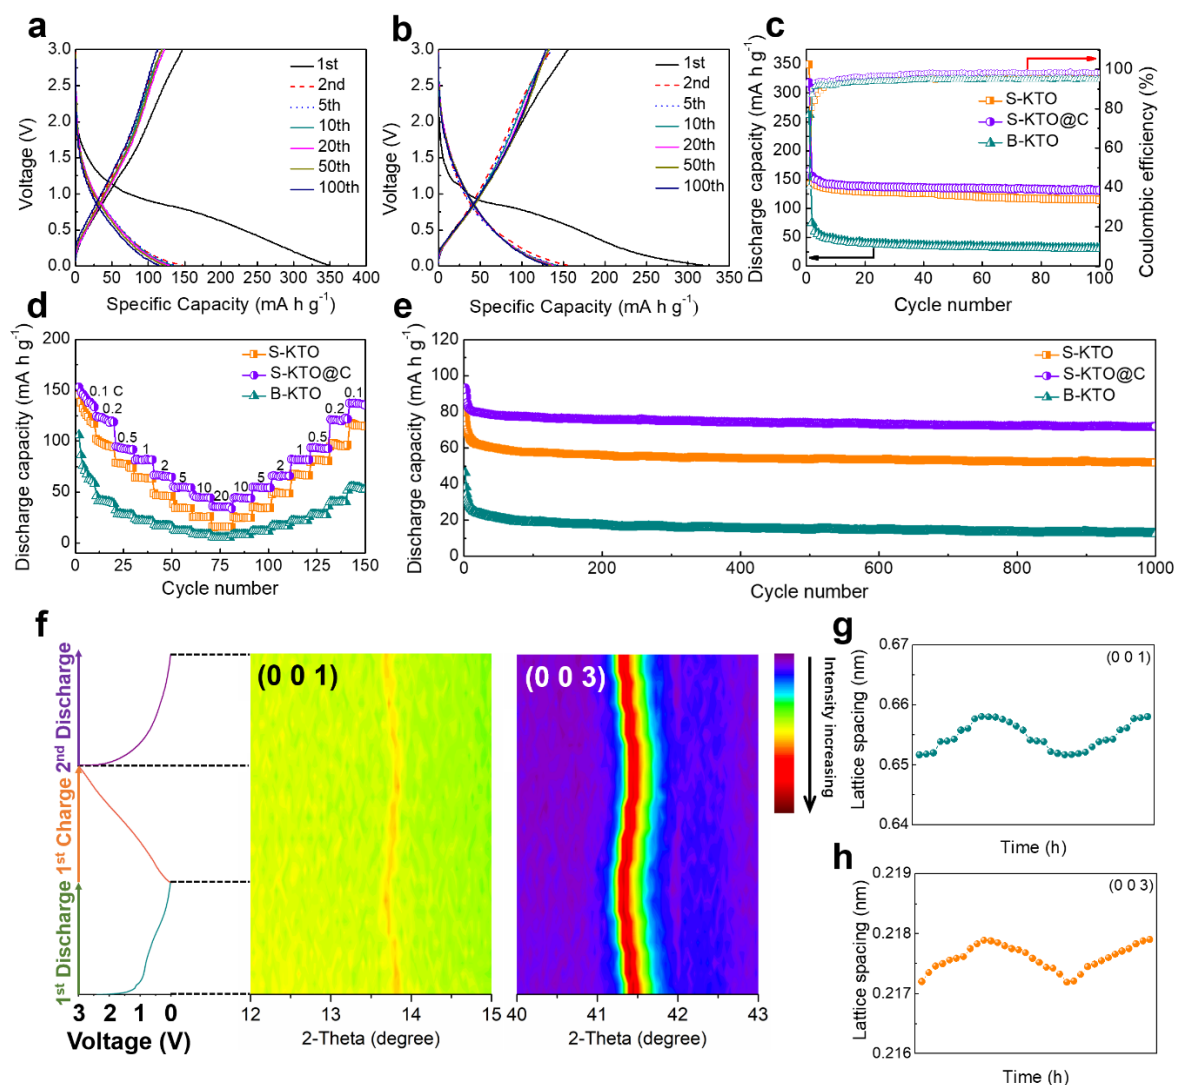 a
3.0
2.5
2.0
1.5
1.0
0.5
0.0
Voltage (V)
1st
2nd
5th
10th
20th
50th
100th
0 50 100 150 200 250 300 350 400
Specific Capacity (mA h g⁻¹)
b
3.0
2.5
2.0
1.5
1.0
0.5
0.0
Voltage (V)
1st
2nd
5th
10th
20th
50th
100th
0 50 100 150 200 250 300 350
Specific Capacity (mA h g⁻¹)
c
350
300
250
200
150
100
50
0
Discharge capacity (mA h g⁻¹)
S-KTO
S-KTO@C
B-KTO
100
80
60
40
20
0
Coulombic efficiency (%)
0 20 40 60 80 100
Cycle number
d
200
150
100
50
0
Discharge capacity (mA h g⁻¹)
S-KTO
S-KTO@C
B-KTO
0.1 C
0.2
0.5
1
2
5
10
20
10
5
2
1
0.5
0.2
0.1
0 25 50 75 100 125 150
Cycle number
e
120
100
80
60
40
20
0
Discharge capacity (mA h g⁻¹)
S-KTO
S-KTO@C
B-KTO
0 200 400 600 800 1000
Cycle number
f
1st Discharge
1st Charge
2nd Discharge
3 2 1 0
Voltage (V)
(0 0 1)
12 13 14 15
2-Theta (degree)
(0 0 3)
40 41 42 43
2-Theta (degree)
Intensity increasing
g
0.67
0.66
0.65
0.64
Lattice spacing (nm)
(0 0 1)
Time (h)
h
0.219
0.218
0.217
0.216
Lattice spacing (nm)
(0 0 3)
Time (h)